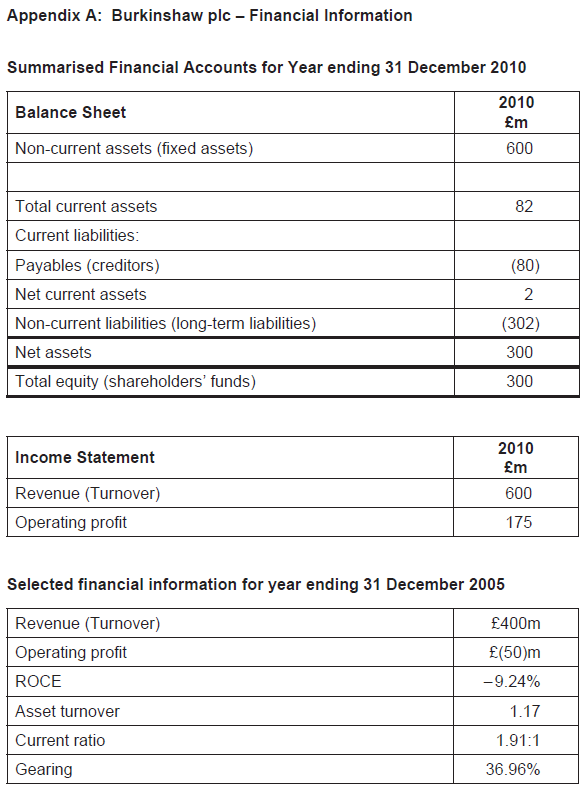 Appendix A: Burkinshaw plc – Financial Information
Summarised Financial Accounts for Year ending 31 December 2010
Balance Sheet 2010
£m
Non-current assets (fixed assets) 600
Total current assets 82
Current liabilities:
Payables (creditors) (80)
Net current assets 2
Non-current liabilities (long-term liabilities) (302)
Net assets 300
Total equity (shareholders’ funds) 300
Income Statement 2010
£m
Revenue (Turnover) 600
Operating profit 175
Selected financial information for year ending 31 December 2005
Revenue (Turnover) £400m
Operating profit £(50)m
ROCE –9.24%
Asset turnover 1.17
Current ratio 1.91:1
Gearing 36.96%